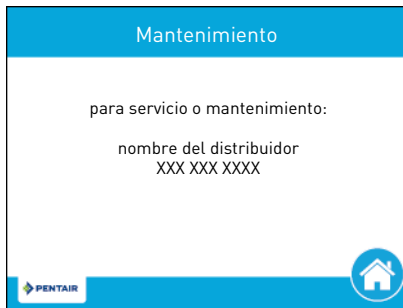 Mantenimiento
para servicio o mantenimiento:
nombre del distribuidor
XXX XXX XXXX
PENTAIR